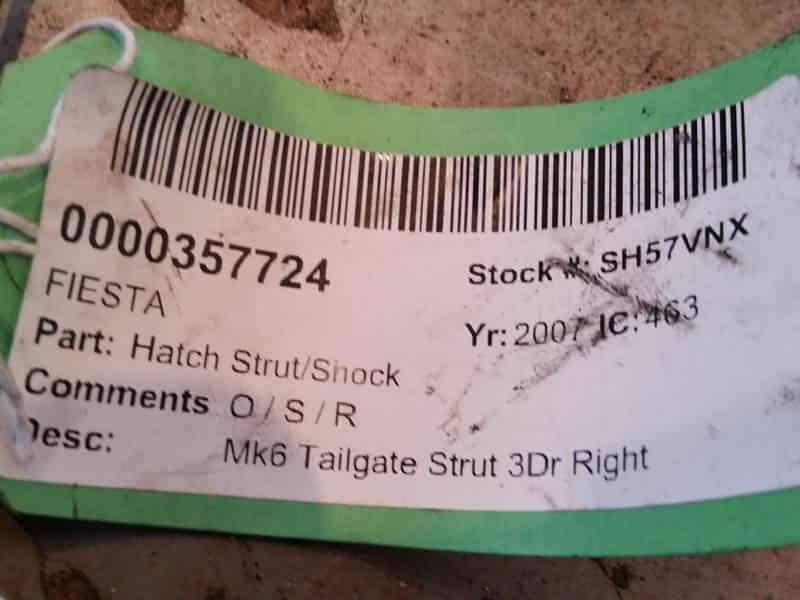 0000357724
Stock #: SH57VNX
FIESTA
Yr: 2007 IC: 463
Part: Hatch Strut/Shock
Comments O / S / R
Desc: Mk6 Tailgate Strut 3Dr Right